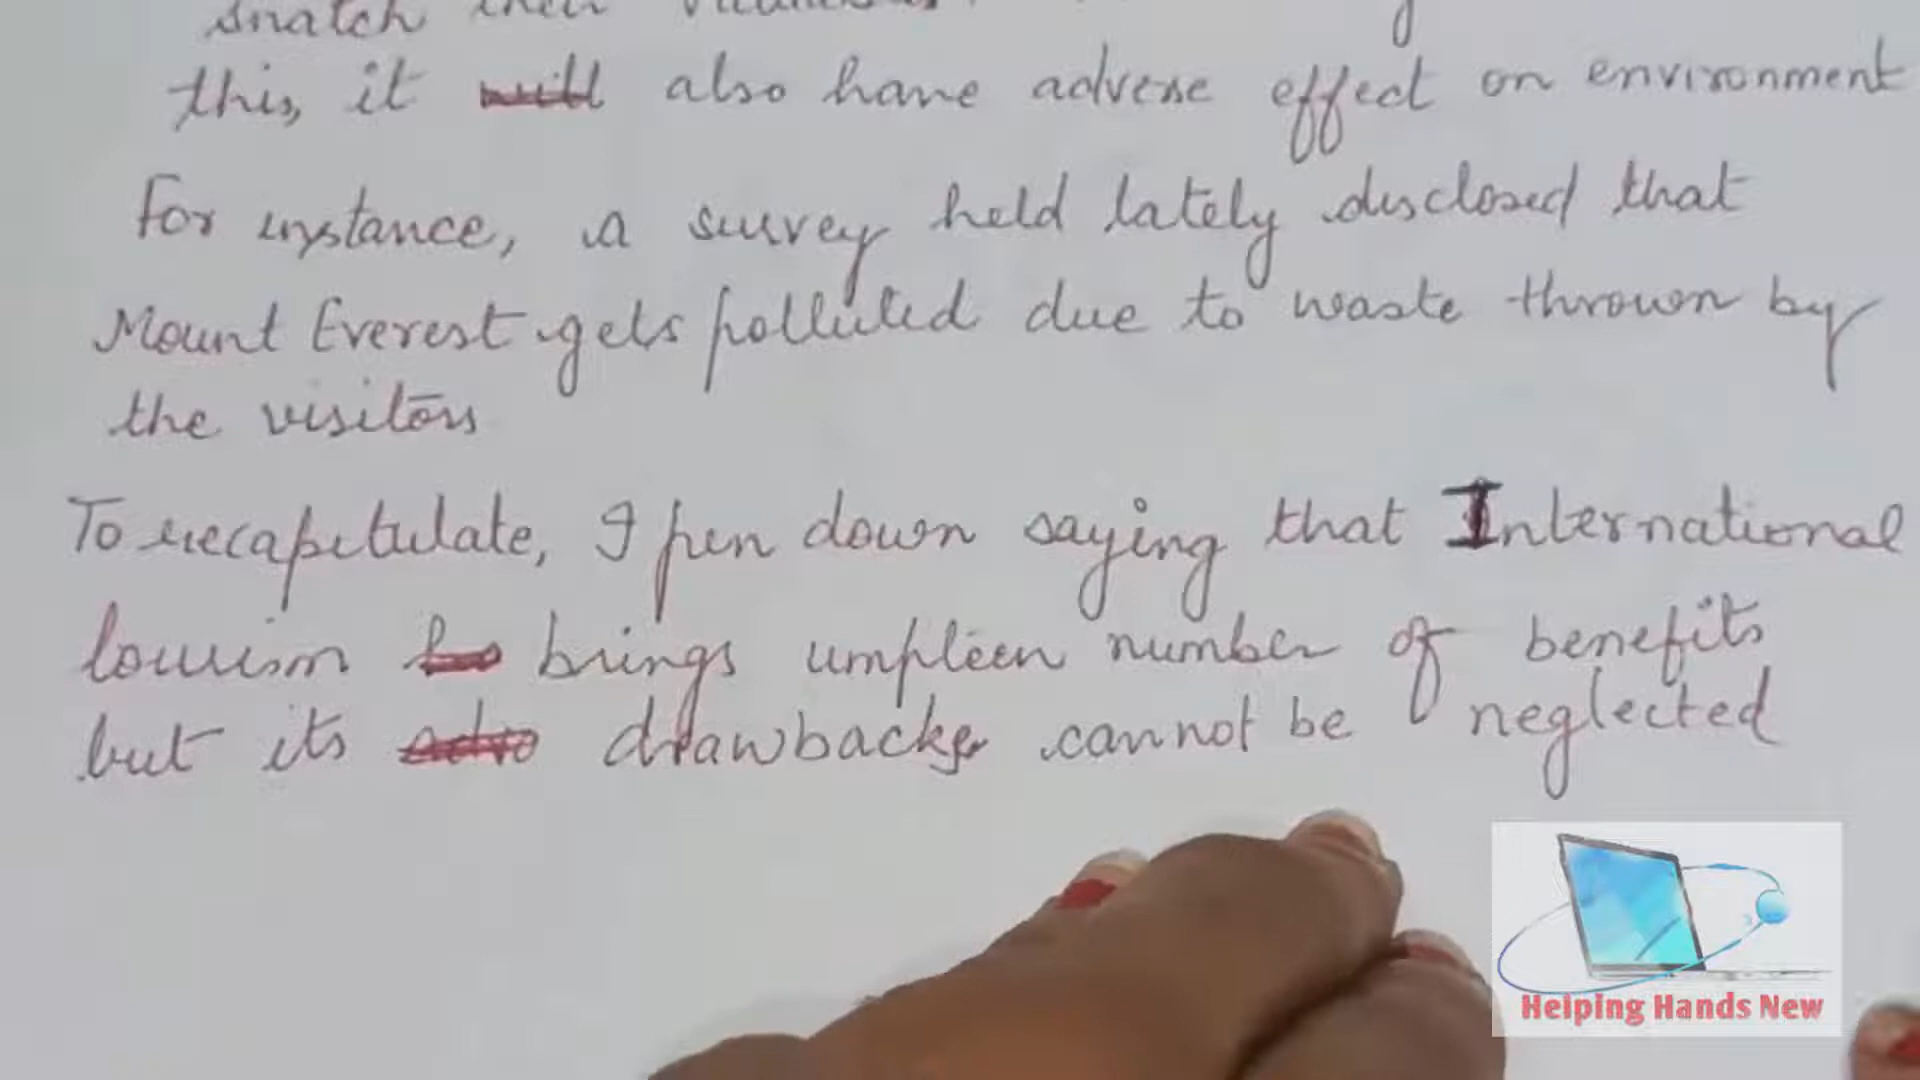 snatch their
this, it will also have adverse effect on environment
For instance, a survey held lately disclosed that
Mount Everest gets polluted due to waste thrown by
the visitors
To recapitulate, I pen down saying that International
tourism brings umpteen number of benefits
but its drawbacks cannot be neglected
Helping Hands New